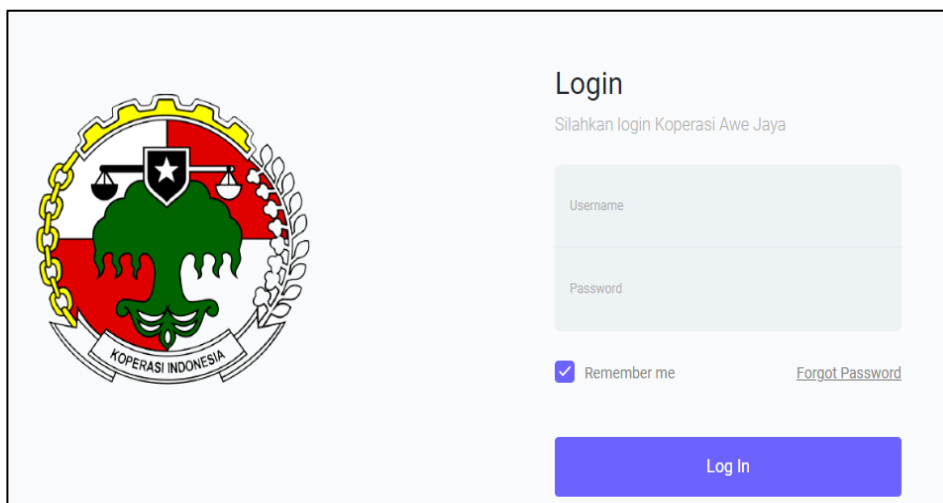 Login
Silahkan login Koperasi Awe Jaya
Username
Password
Remember me
Forgot Password
Log In
KOPERASI INDONESIA